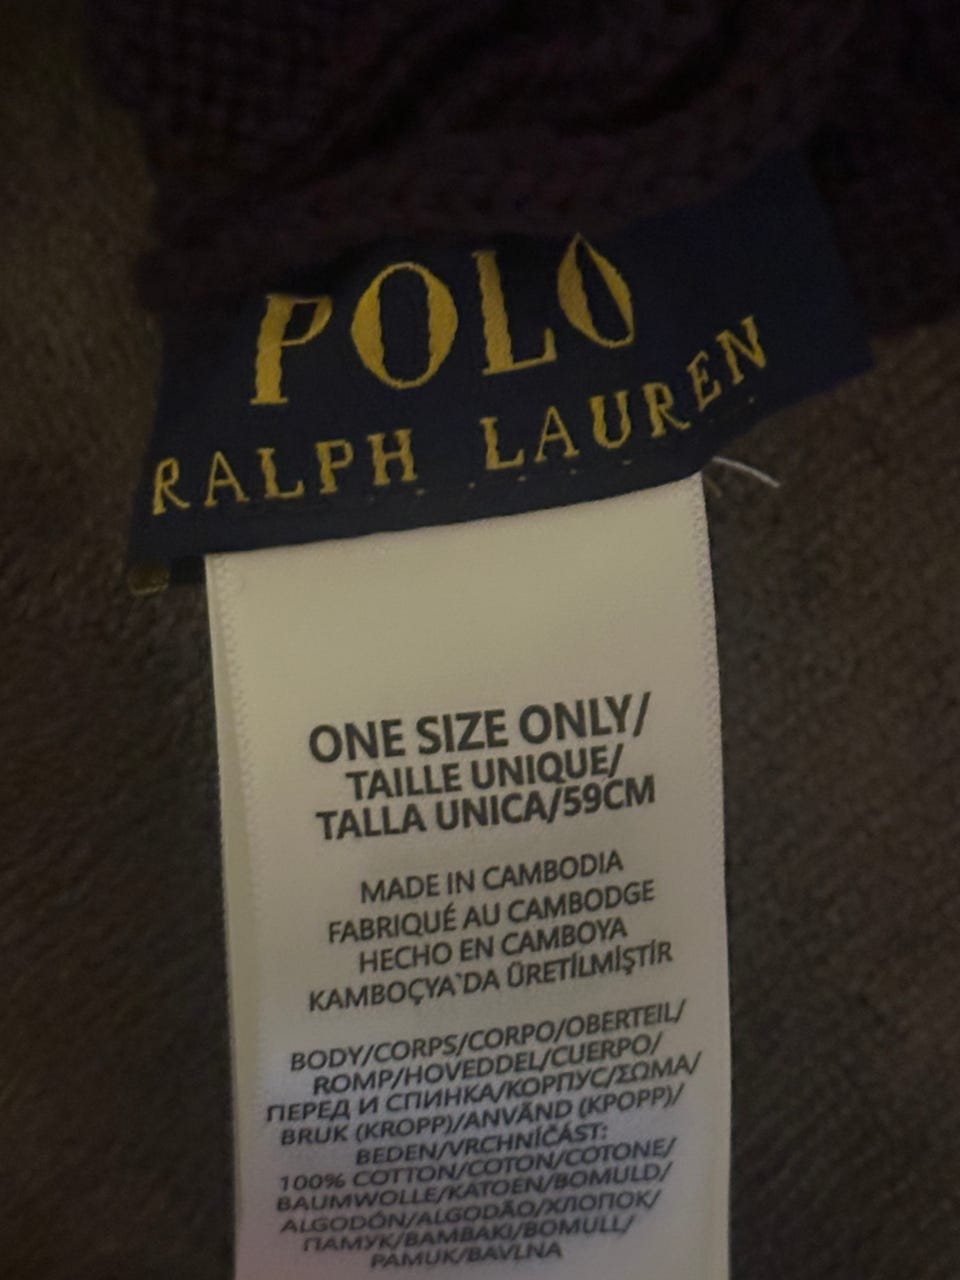 POLO
RALPH LAUREN
ONE SIZE ONLY/
TAILLE UNIQUE/
TALLA UNICA/59CM
MADE IN CAMBODIA
FABRIQUÉ AU CAMBODGE
HECHO EN CAMBOYA
KAMBOÇYA`DA ÜRETİLMİŞTİR
BODY/CORPS/CORPO/OBERTEIL/
ROMP/HOVEDDEL/CUERPO/
ПЕРЕД И СПИНКА/КОРПУС/ΣΩΜΑ/
BRUK (KROPP)/ANVÄND (KPOPP)/
BEDEN/VRCHNÍČÁST:
100% COTTON/COTON/COTONE/
BAUMWOLLE/KATOEN/BOMULD/
ALGODÓN/ALGODÃO/ХЛОПОК/
ПАМУК/ΒΑΜΒΑΚΙ/BOMULL/
PAMUK/BAVLNA